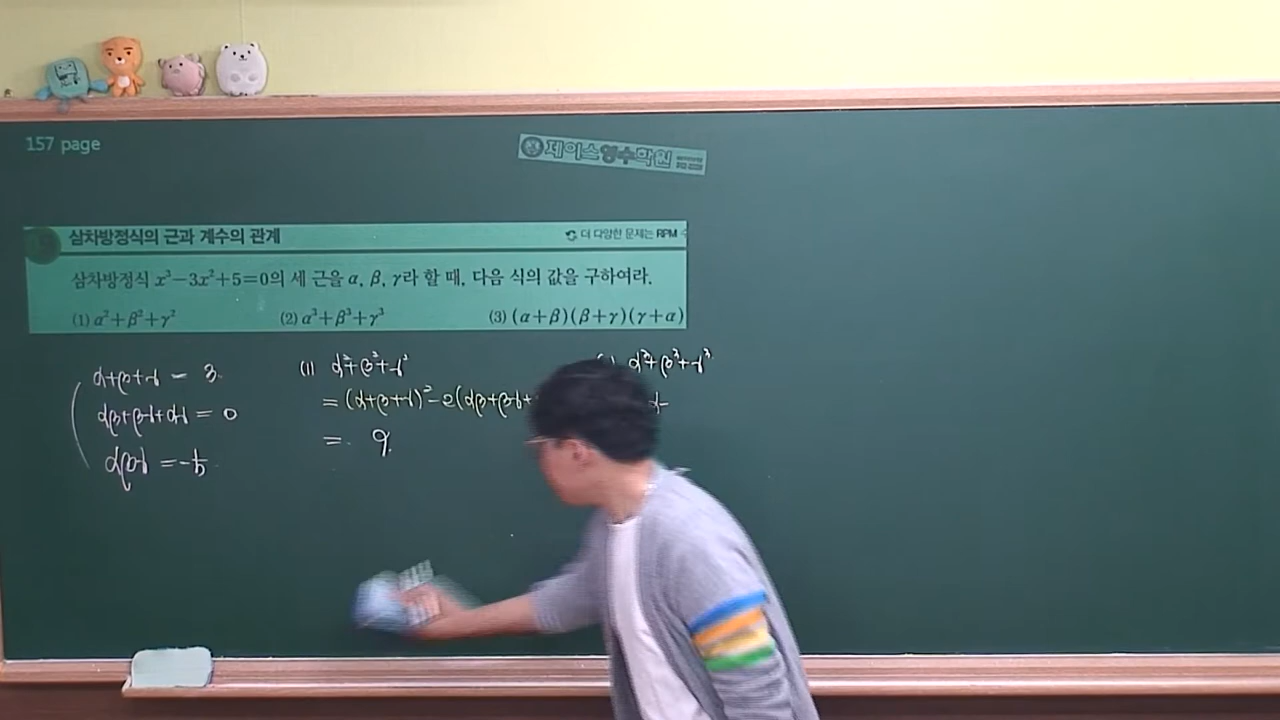 157 page
제이스영수학원
삼차방정식의 근과 계수의 관계
더 다양한 문제는 RPM
삼차방정식 x³−3x²+5=0의 세 근을 α, β, γ라 할 때, 다음 식의 값을 구하여라.
(1) α²+β²+γ² (2) α³+β³+γ³ (3) (α+β)(β+γ)(γ+α)
α+β+γ = 3
αβ+βγ+αγ = 0
αβγ = -5
(1) α²+β²+γ²
= (α+β+γ)² - 2(αβ+βγ+
= 9
α³+β³+γ³